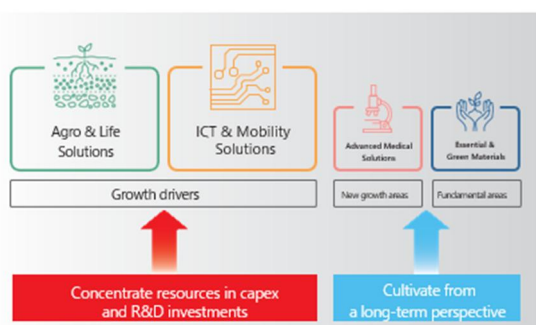 Agro & Life
Solutions
ICT & Mobility
Solutions
Advanced Medical
Solutions
Essential &
Green Materials
Growth drivers
New growth areas
Fundamental areas
Concentrate resources in capex
and R&D investments
Cultivate from
a long-term perspective